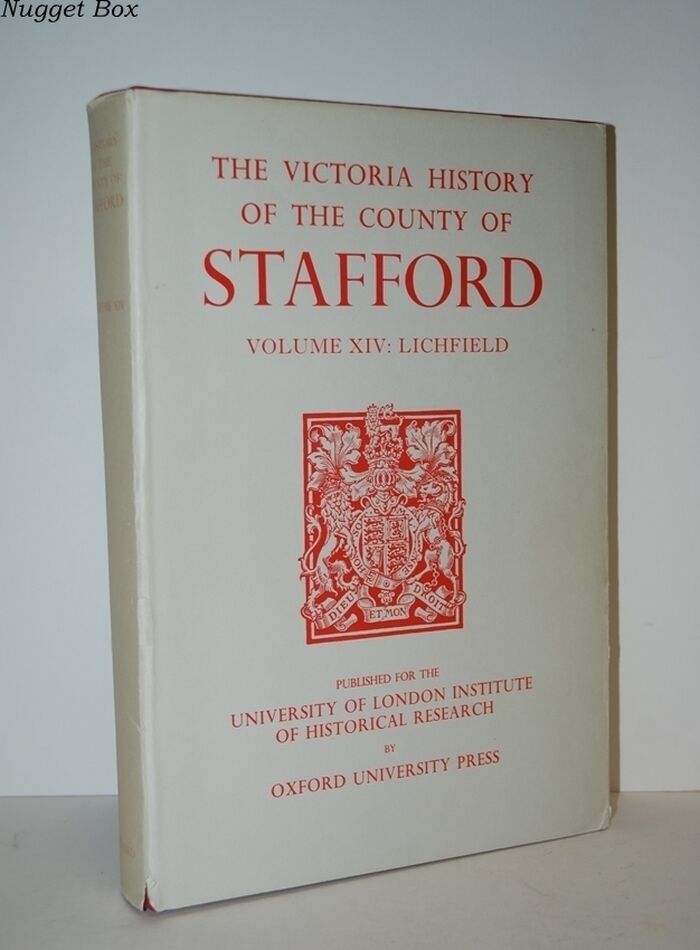 Nugget Box
THE VICTORIA HISTORY
OF THE COUNTY OF
STAFFORD
VOLUME XIV: LICHFIELD
DIEU ET MON DROIT
PUBLISHED FOR THE
UNIVERSITY OF LONDON INSTITUTE
OF HISTORICAL RESEARCH
BY
OXFORD UNIVERSITY PRESS